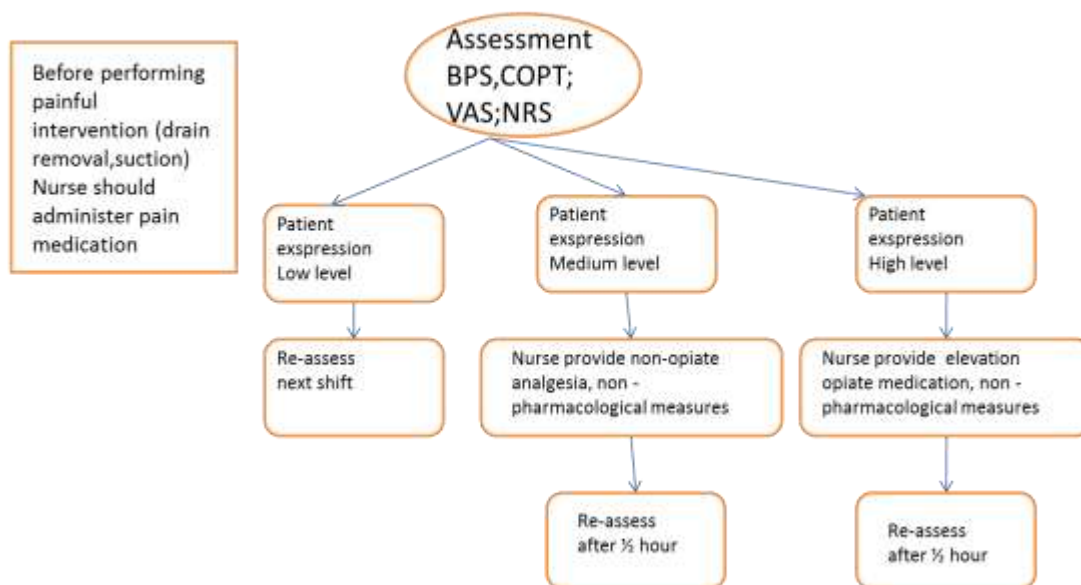 Before performing
painful
intervention (drain
removal,suction)
Nurse should
administer pain
medication
Assessment
BPS,COPT;
VAS;NRS
Patient
exspression
Low level
Patient
exspression
Medium level
Patient
exspression
High level
Re-assess
next shift
Nurse provide non-opiate
analgesia, non -
pharmacological measures
Nurse provide elevation
opiate medication, non -
pharmacological measures
Re-assess
after ½ hour
Re-assess
after ½ hour